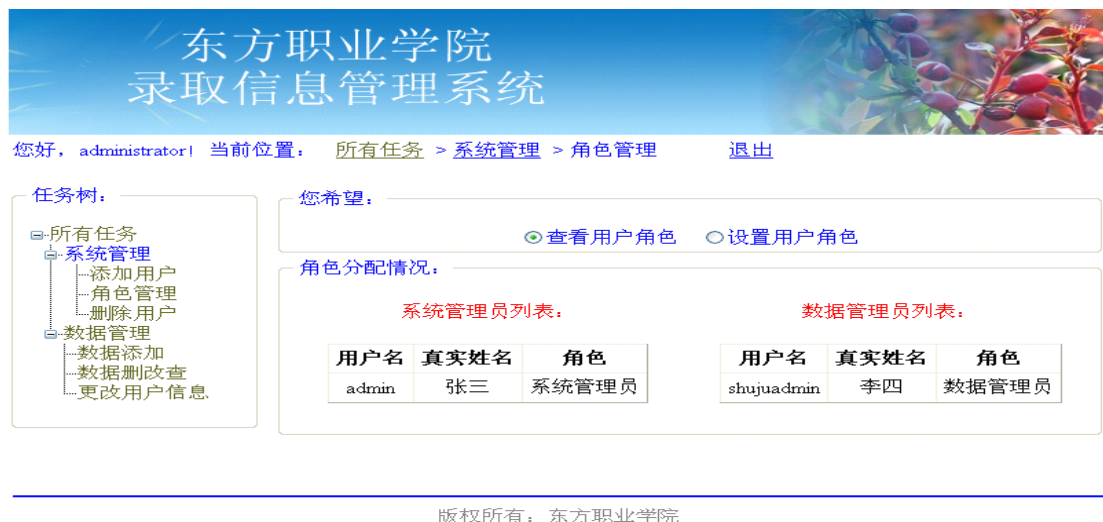 东方职业学院
录取信息管理系统
您好，administrator! 当前位置： 所有任务 > 系统管理 > 角色管理 退出
任务树：
所有任务
系统管理
添加用户
角色管理
删除用户
数据管理
数据添加
数据删改查
更改用户信息
您希望：
查看用户角色 设置用户角色
角色分配情况：
系统管理员列表：
用户名 真实姓名 角色
admin 张三 系统管理员
数据管理员列表：
用户名 真实姓名 角色
shujuadmin 李四 数据管理员
版权所有：东方职业学院